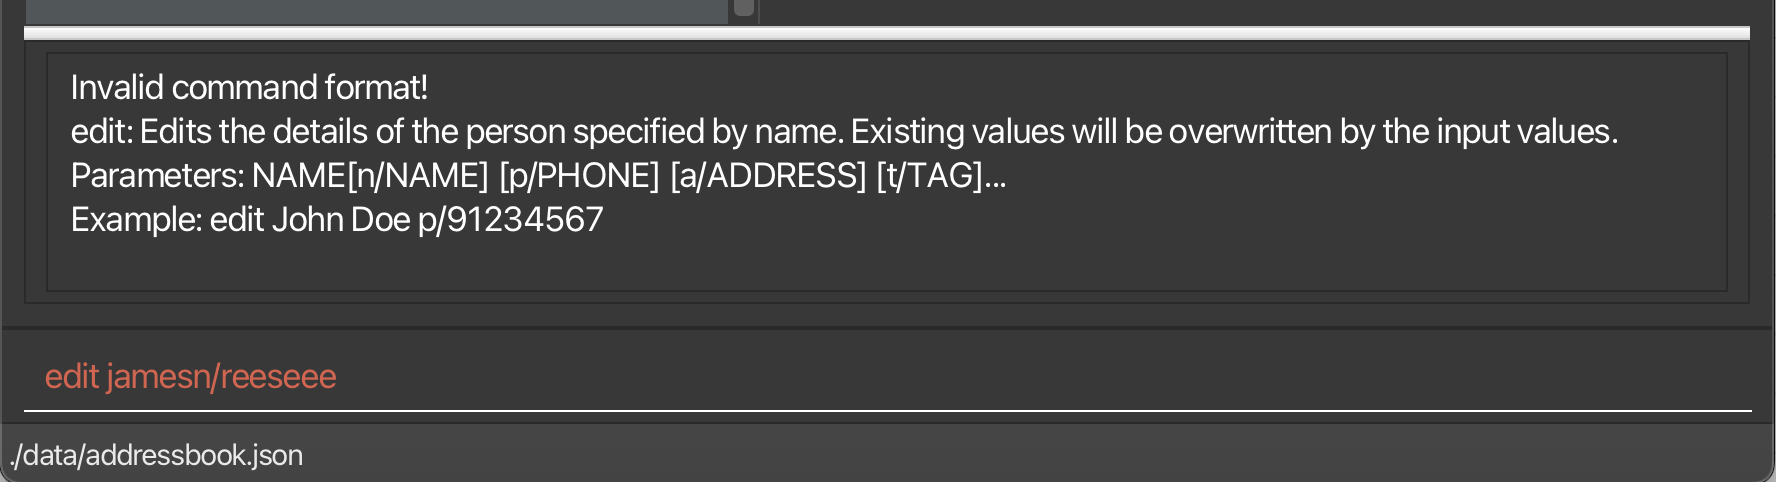 Invalid command format!
edit: Edits the details of the person specified by name. Existing values will be overwritten by the input values.
Parameters: NAME[n/NAME] [p/PHONE] [a/ADDRESS] [t/TAG]...
Example: edit John Doe p/91234567
edit jamesn/reeseee
./data/addressbook.json